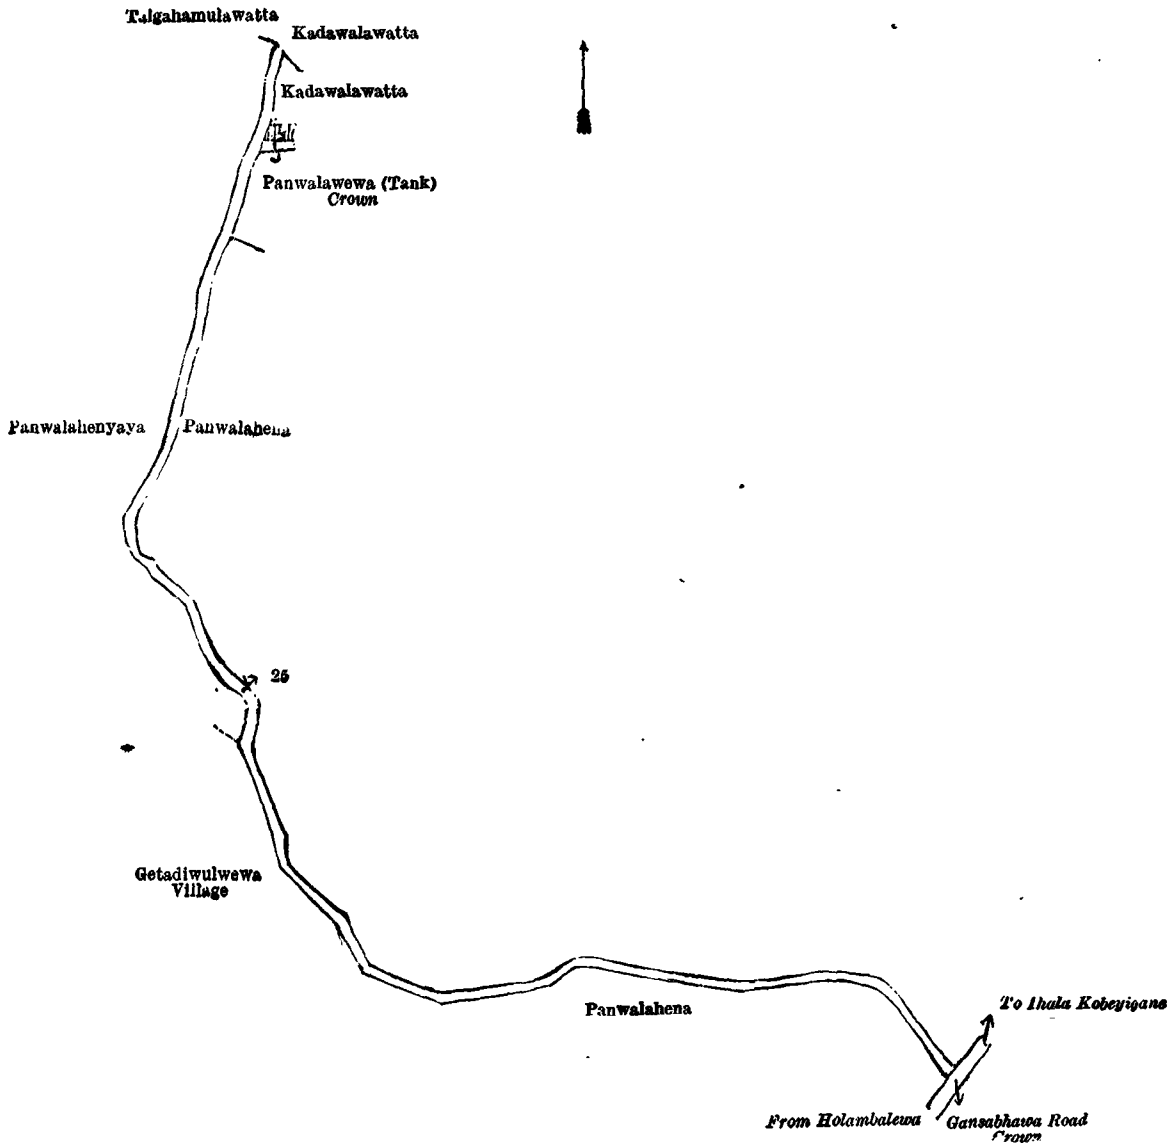 Talgahamulawatta
Kadawalawatta
Kadawalawatta
Panwalawewa (Tank)
Crown
Panwalahenyaya
Panwalahena
25
Getadiwulwewa
Village
Panwalahena
To Ihala Kobeyigane
From Holambalewa
Gansabhawa Road
Crown